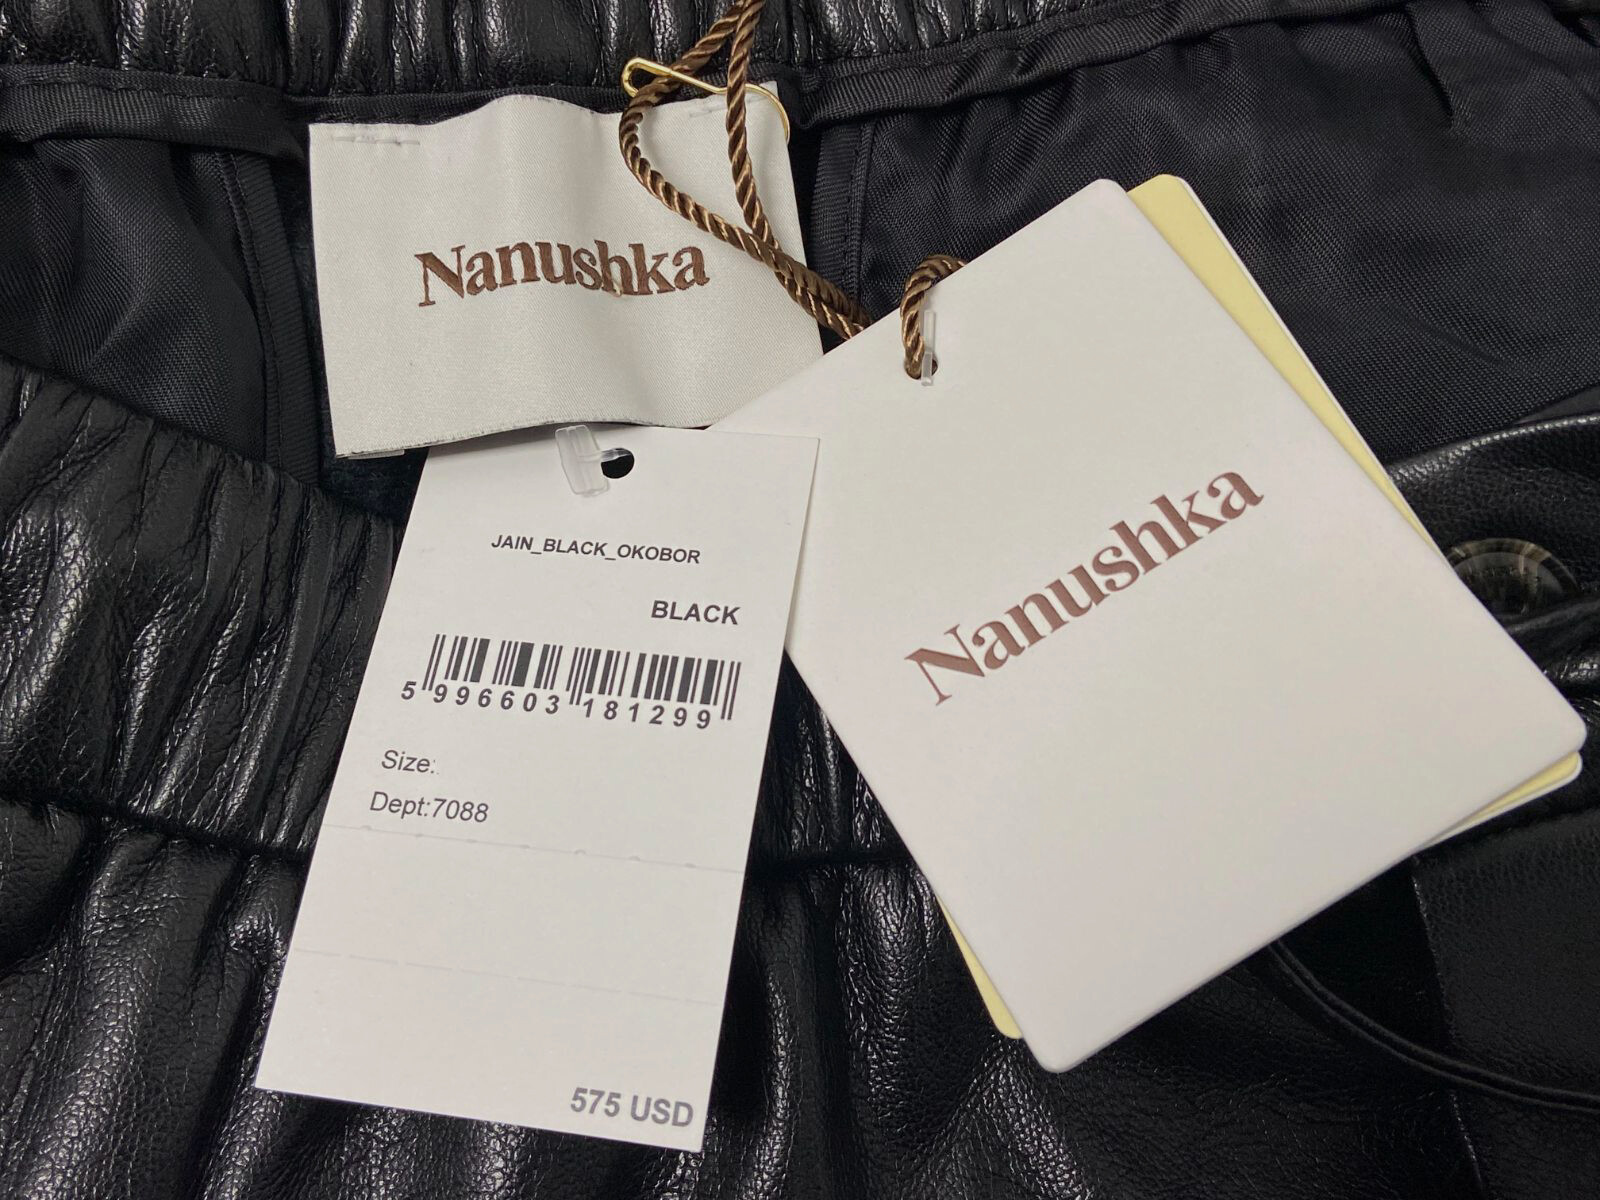 Nanushka
Nanushka
JAIN_BLACK_OKOBOR
BLACK
5 996603 181299
Size:
Dept:7088
575 USD